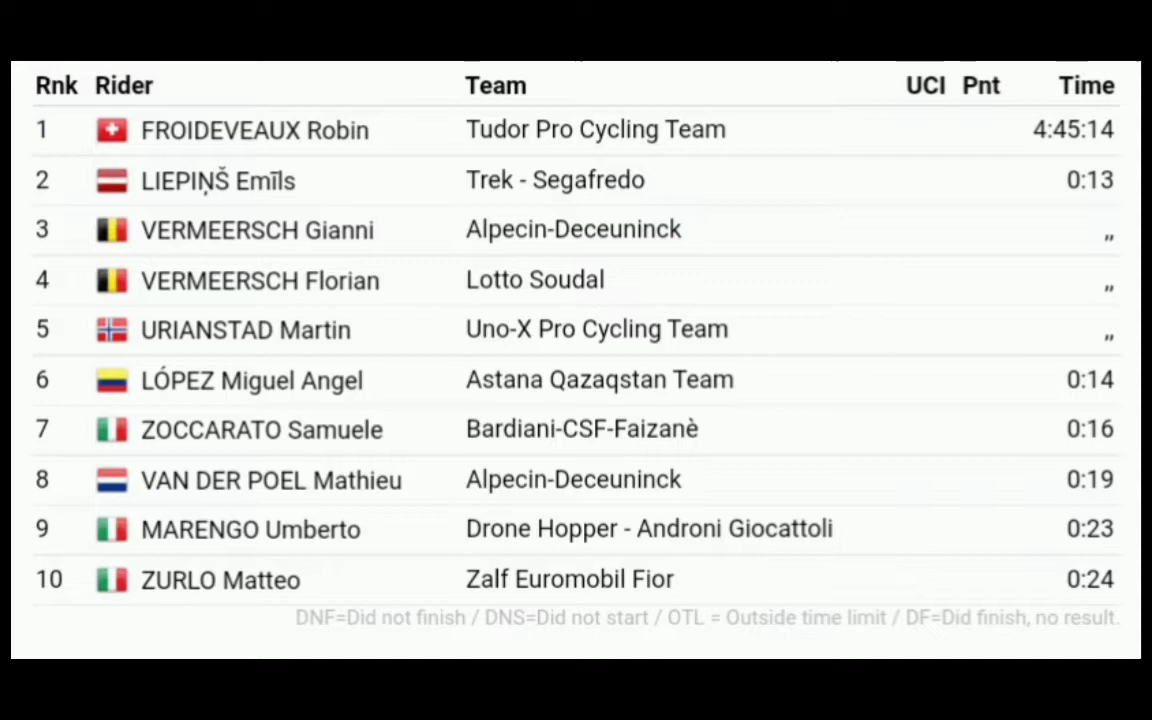 Rnk Rider Team UCI Pnt Time
1 FROIDEVEAUX Robin Tudor Pro Cycling Team 4:45:14
2 LIEPIŅŠ Emīls Trek - Segafredo 0:13
3 VERMEERSCH Gianni Alpecin-Deceuninck ,,
4 VERMEERSCH Florian Lotto Soudal ,,
5 URIANSTAD Martin Uno-X Pro Cycling Team ,,
6 LÓPEZ Miguel Angel Astana Qazaqstan Team 0:14
7 ZOCCARATO Samuele Bardiani-CSF-Faizanè 0:16
8 VAN DER POEL Mathieu Alpecin-Deceuninck 0:19
9 MARENGO Umberto Drone Hopper - Androni Giocattoli 0:23
10 ZURLO Matteo Zalf Euromobil Fior 0:24
DNF=Did not finish / DNS=Did not start / OTL = Outside time limit / DF=Did finish, no result.